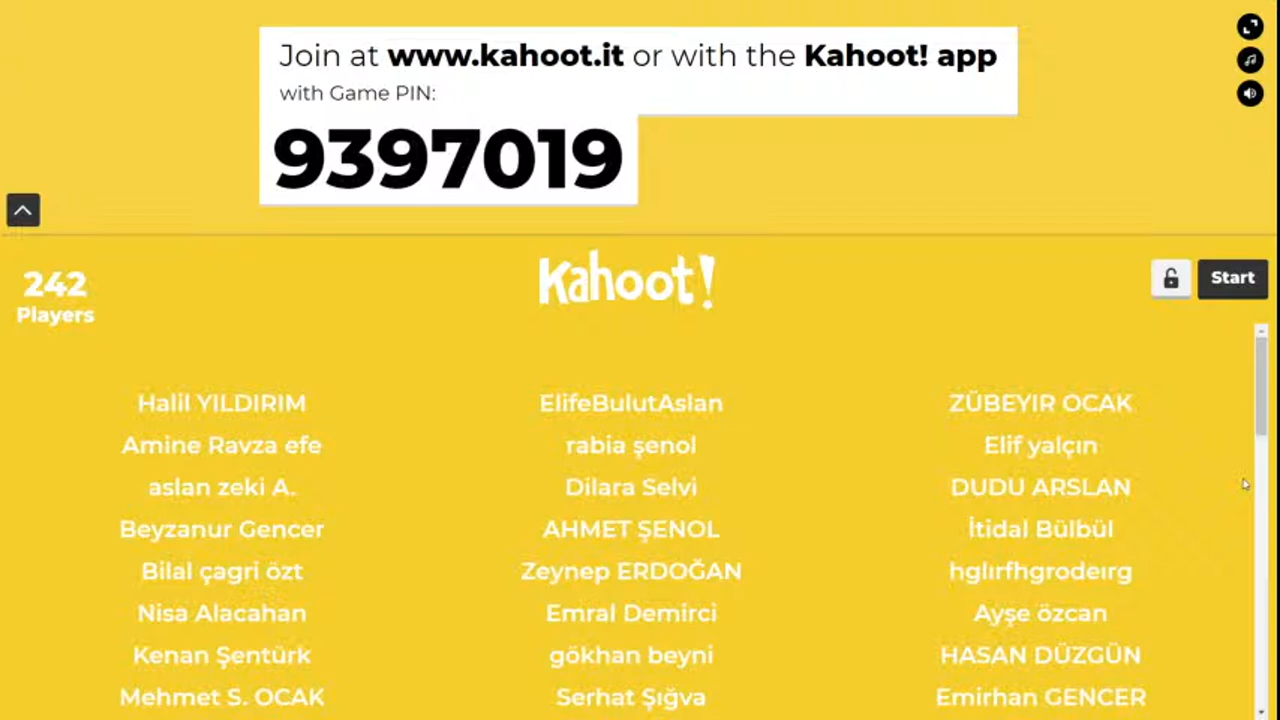 Join at www.kahoot.it or with the Kahoot! app
with Game PIN:
9397019
242
Players
Kahoot!
Start
Halil YILDIRIM
ElifeBulutAslan
ZÜBEYIR OCAK
Amine Ravza efe
rabia şenol
Elif yalçın
aslan zeki A.
Dilara Selvi
DUDU ARSLAN
Beyzanur Gencer
AHMET ŞENOL
İtidal Bülbül
Bilal çagri özt
Zeynep ERDOĞAN
hglırfhgrodeırg
Nisa Alacahan
Emral Demirci
Ayşe özcan
Kenan Şentürk
gökhan beyni
HASAN DÜZGÜN
Mehmet S. OCAK
Serhat Şığva
Emirhan GENCER